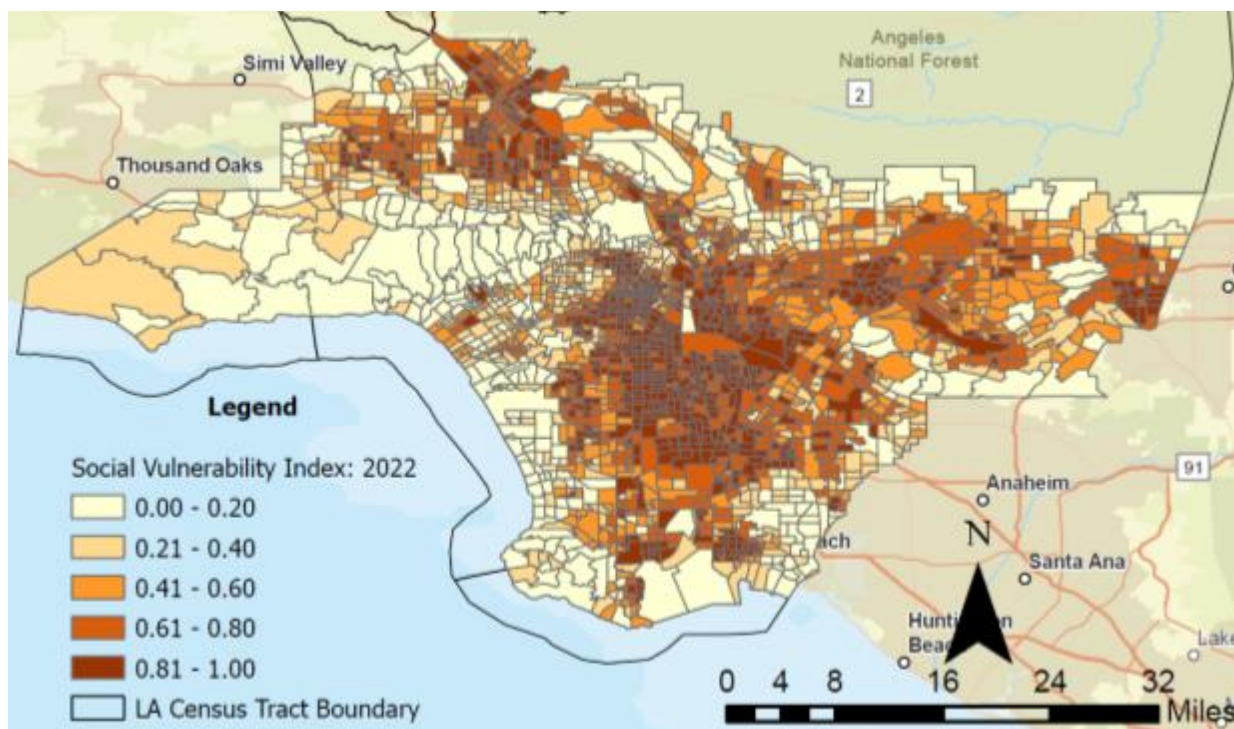 Angeles
National Forest
2
Simi Valley
Thousand Oaks
Legend
Social Vulnerability Index: 2022
0.00 - 0.20
0.21 - 0.40
0.41 - 0.60
0.61 - 0.80
0.81 - 1.00
LA Census Tract Boundary
91
Anaheim
N
ach
Santa Ana
Beac
Lake
0 4 8 16 24 32
Miles